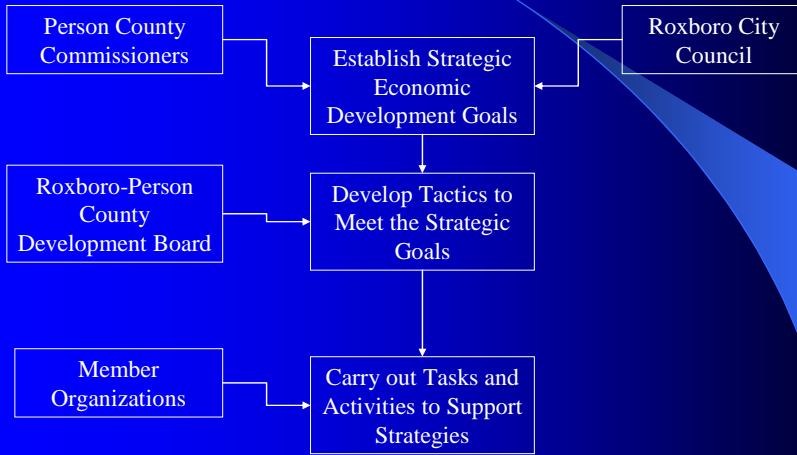 Person County
Commissioners
Establish Strategic
Economic
Development Goals
Roxboro City
Council
Roxboro-Person
County
Development Board
Develop Tactics to
Meet the Strategic
Goals
Member
Organizations
Carry out Tasks and
Activities to Support
Strategies